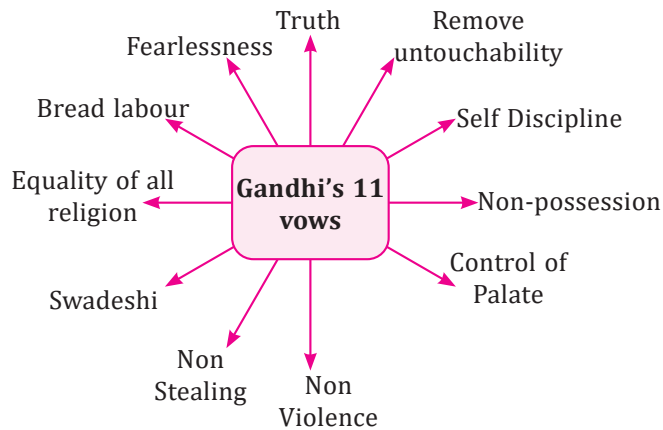 Truth
Remove
untouchability
Fearlessness
Bread labour
Self Discipline
Equality of all
religion
Gandhi's 11
vows
Non-possession
Control of
Palate
Swadeshi
Non
Stealing
Non
Violence